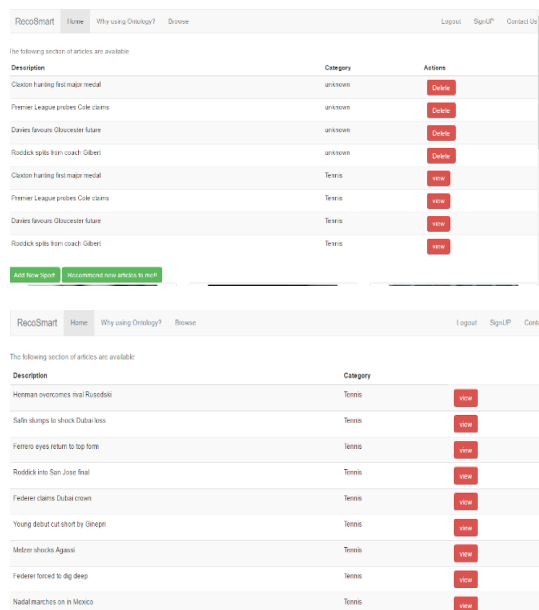 RecoSmart Home Why using Ontology? Browse Logout SignUP Contact Us
The following section of articles are available
Description Category Actions
Claxton hunting first major medal unknown Delete
Premier League probes Cole claims unknown Delete
Davies favours Gloucester future unknown Delete
Roddick splits from coach Gilbert unknown Delete
Claxton hunting first major medal Tennis view
Premier League probes Cole claims Tennis view
Davies favours Gloucester future Tennis view
Roddick splits from coach Gilbert Tennis view
Add New Sport Recommend new articles to me!!
RecoSmart Home Why using Ontology? Browse Logout SignUP Conta
The following section of articles are available
Description Category
Henman overcomes rival Rusedski Tennis view
Safin slumps to shock Dubai loss Tennis view
Ferrero eyes return to top form Tennis view
Roddick into San Jose final Tennis view
Federer claims Dubai crown Tennis view
Young debut cut short by Ginepri Tennis view
Melzer shocks Agassi Tennis view
Federer forced to dig deep Tennis view
Nadal marches on in Mexico Tennis view